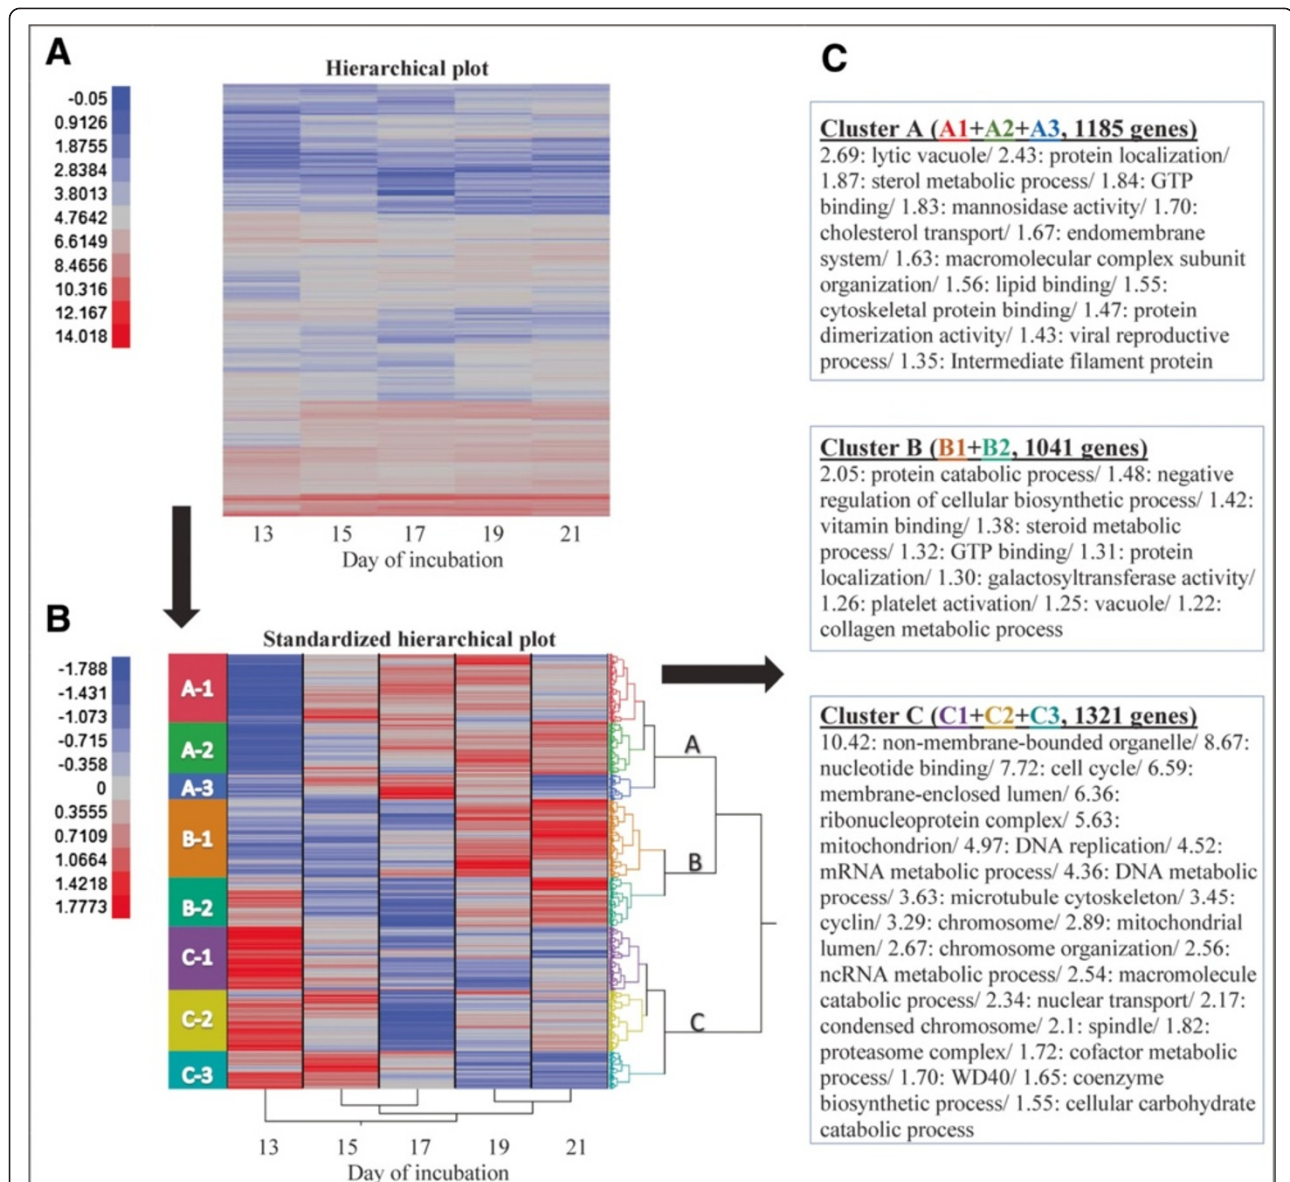 A
Hierarchical plot
-0.05
0.9126
1.8755
2.8384
3.8013
4.7642
6.6149
8.4656
10.316
12.167
14.018
13 15 17 19 21
Day of incubation
B
Standardized hierarchical plot
-1.788
-1.431
-1.073
-0.715
-0.358
0
0.3555
0.7109
1.0664
1.4218
1.7773
A-1
A-2
A-3
B-1
B-2
C-1
C-2
C-3
A
B
C
13 15 17 19 21
Day of incubation
C
Cluster A (A1+A2+A3, 1185 genes)
2.69: lytic vacuole/ 2.43: protein localization/
1.87: sterol metabolic process/ 1.84: GTP
binding/ 1.83: mannosidase activity/ 1.70:
cholesterol transport/ 1.67: endomembrane
system/ 1.63: macromolecular complex subunit
organization/ 1.56: lipid binding/ 1.55:
cytoskeletal protein binding/ 1.47: protein
dimerization activity/ 1.43: viral reproductive
process/ 1.35: Intermediate filament protein
Cluster B (B1+B2, 1041 genes)
2.05: protein catabolic process/ 1.48: negative
regulation of cellular biosynthetic process/ 1.42:
vitamin binding/ 1.38: steroid metabolic
process/ 1.32: GTP binding/ 1.31: protein
localization/ 1.30: galactosyltransferase activity/
1.26: platelet activation/ 1.25: vacuole/ 1.22:
collagen metabolic process
Cluster C (C1+C2+C3, 1321 genes)
10.42: non-membrane-bounded organelle/ 8.67:
nucleotide binding/ 7.72: cell cycle/ 6.59:
membrane-enclosed lumen/ 6.36:
ribonucleoprotein complex/ 5.63:
mitochondrion/ 4.97: DNA replication/ 4.52:
mRNA metabolic process/ 4.36: DNA metabolic
process/ 3.63: microtubule cytoskeleton/ 3.45:
cyclin/ 3.29: chromosome/ 2.89: mitochondrial
lumen/ 2.67: chromosome organization/ 2.56:
ncRNA metabolic process/ 2.54: macromolecule
catabolic process/ 2.34: nuclear transport/ 2.17:
condensed chromosome/ 2.1: spindle/ 1.82:
proteasome complex/ 1.72: cofactor metabolic
process/ 1.70: WD40/ 1.65: coenzyme
biosynthetic process/ 1.55: cellular carbohydrate
catabolic process